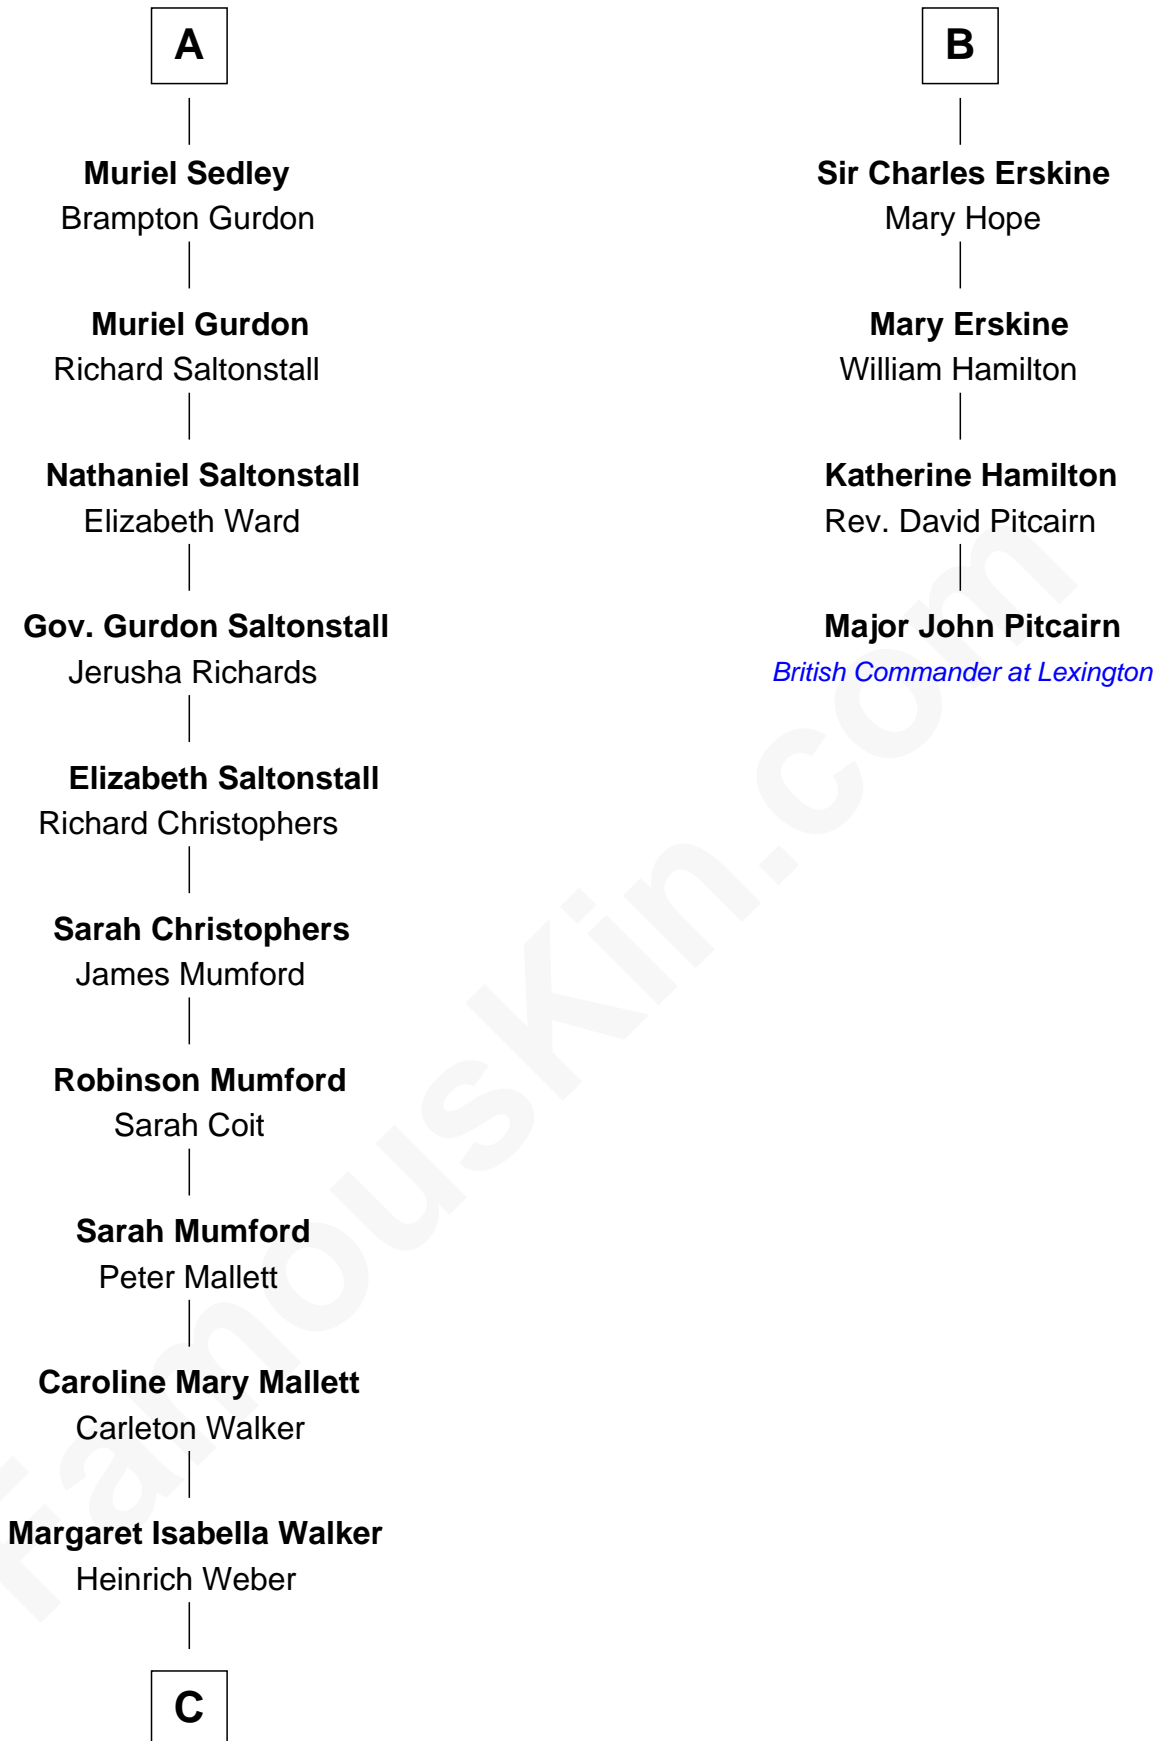 A
Muriel Sedley
Brampton Gurdon
Muriel Gurdon
Richard Saltonstall
Nathaniel Saltonstall
Elizabeth Ward
Gov. Gurdon Saltonstall
Jerusha Richards
Elizabeth Saltonstall
Richard Christophers
Sarah Christophers
James Mumford
Robinson Mumford
Sarah Coit
Sarah Mumford
Peter Mallett
Caroline Mary Mallett
Carleton Walker
Margaret Isabella Walker
Heinrich Weber
C
B
Sir Charles Erskine
Mary Hope
Mary Erskine
William Hamilton
Katherine Hamilton
Rev. David Pitcairn
Major John Pitcairn
British Commander at Lexington
FamousKin.com